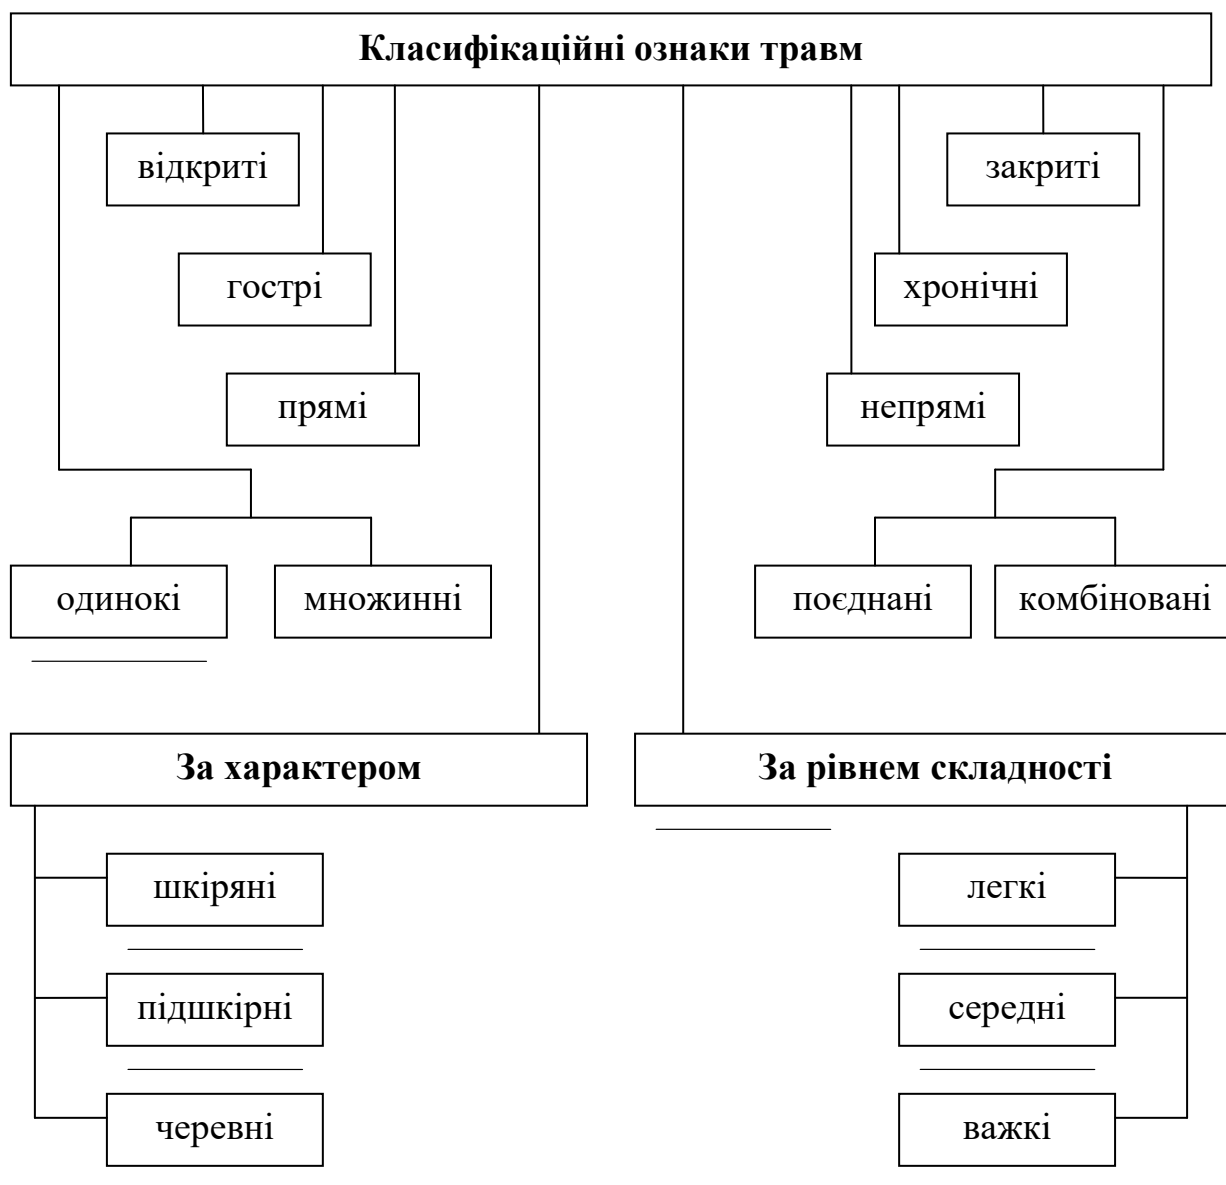 Класифікаційні ознаки травм
відкриті
закриті
гострі
хронічні
прямі
непрямі
одинокі
множинні
поєднані
комбіновані
За характером
За рівнем складності
шкіряні
легкі
підшкірні
середні
черевні
важкі